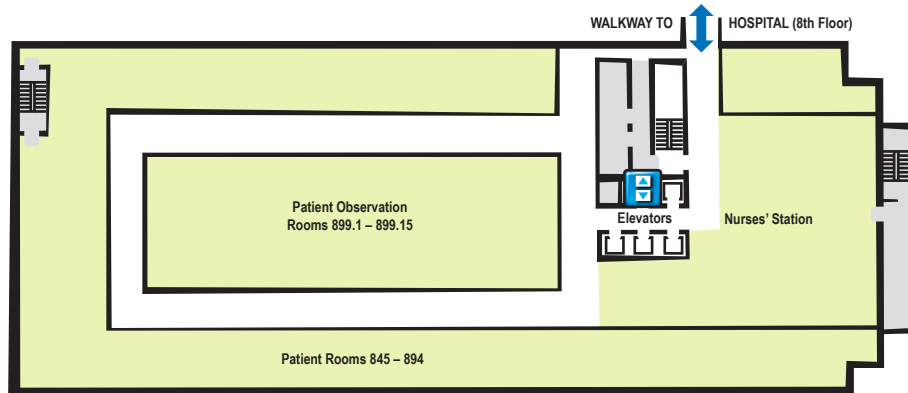 WALKWAY TO HOSPITAL (8th Floor)
Patient Observation
Rooms 899.1 – 899.15
Elevators
Nurses’ Station
Patient Rooms 845 – 894